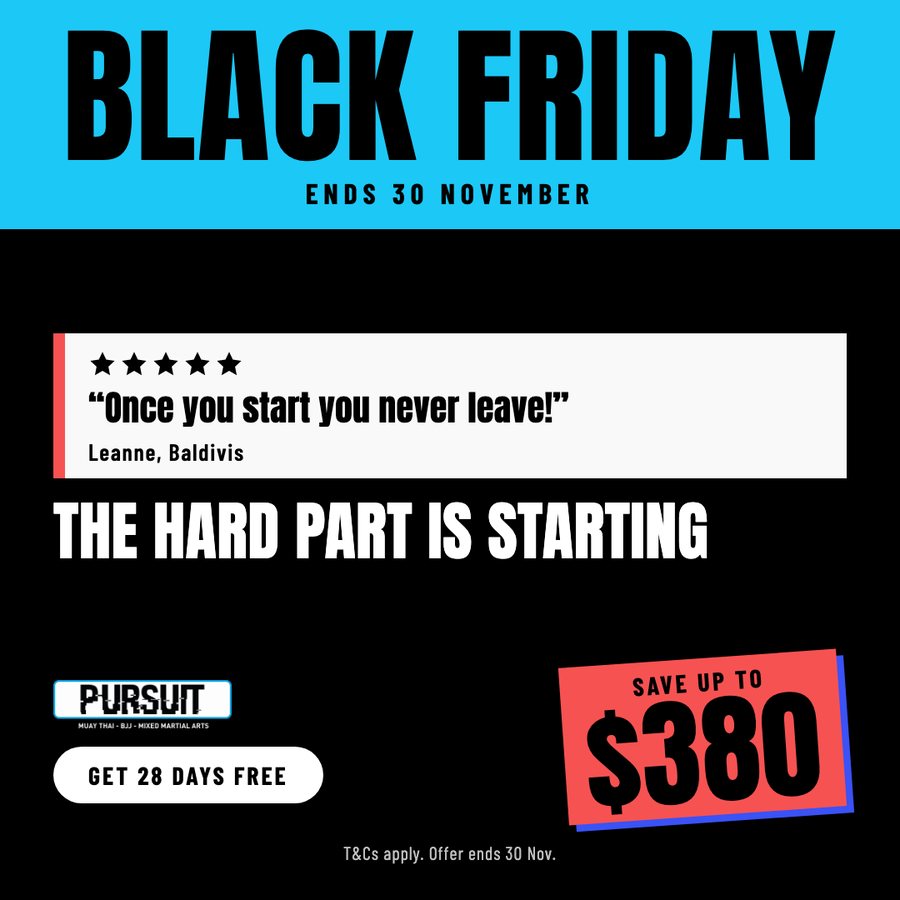 BLACK FRIDAY
ENDS 30 NOVEMBER
“Once you start you never leave!”
Leanne, Baldivis
THE HARD PART IS STARTING
PURSUIT
MUAY THAI - BJJ - MIXED MARTIAL ARTS
GET 28 DAYS FREE
SAVE UP TO
$380
T&Cs apply. Offer ends 30 Nov.